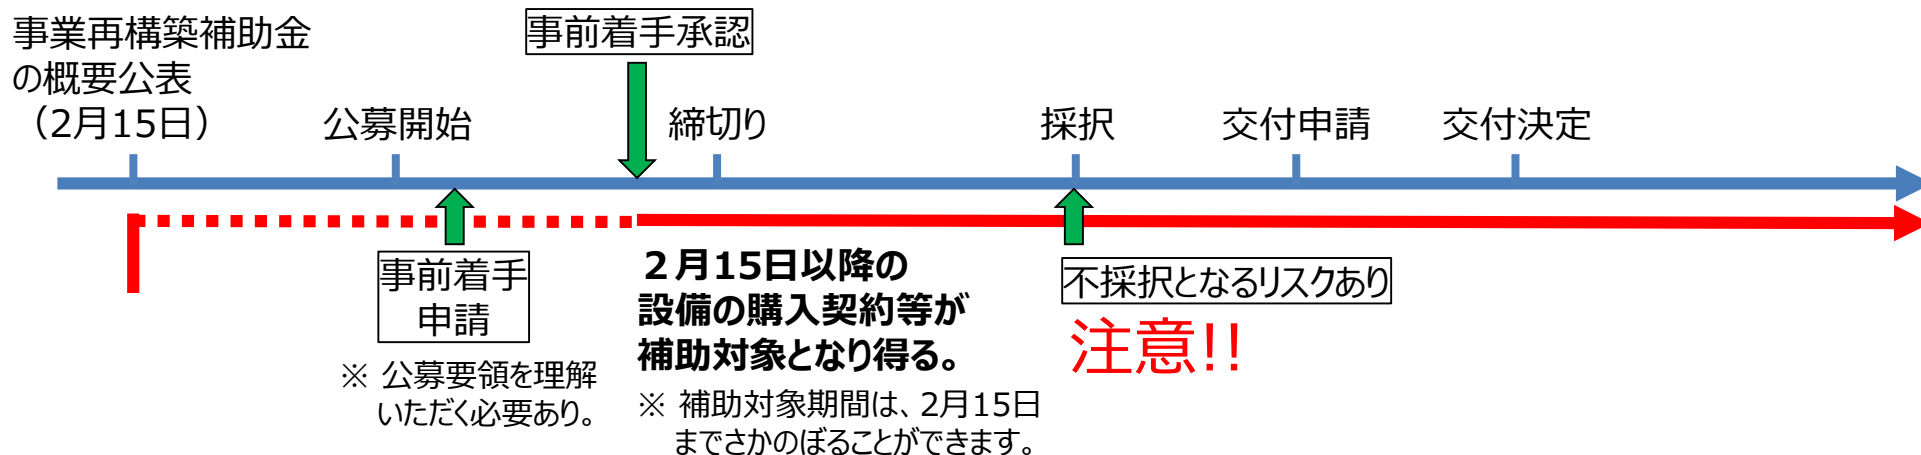 事業再構築補助金
の概要公表
（2月15日）
事前着手承認
公募開始
締切り
採択
交付申請
交付決定
事前着手
申請
※ 公募要領を理解
いただく必要あり。
２月15日以降の
設備の購入契約等が
補助対象となり得る。
※ 補助対象期間は、2月15日
までさかのぼることができます。
不採択となるリスクあり
注意!!